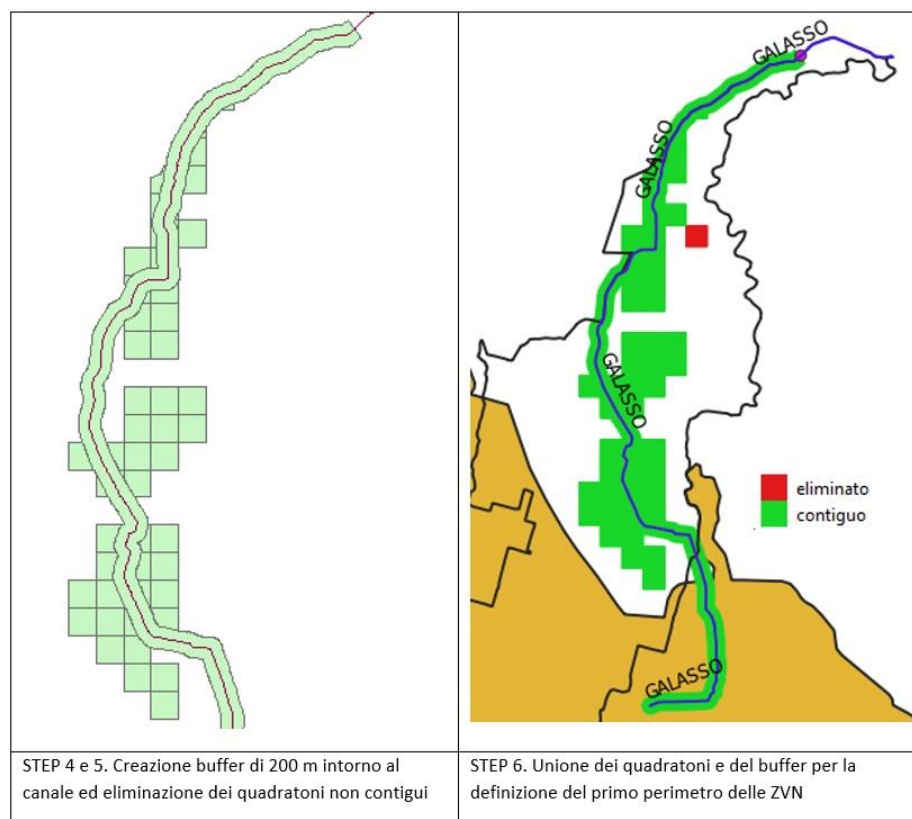 GALASSO
GALASSO
GALASSO
GALASSO
eliminato
contiguo
STEP 4 e 5. Creazione buffer di 200 m intorno al
canale ed eliminazione dei quadratoni non contigui
STEP 6. Unione dei quadratoni e del buffer per la
definizione del primo perimetro delle ZVN